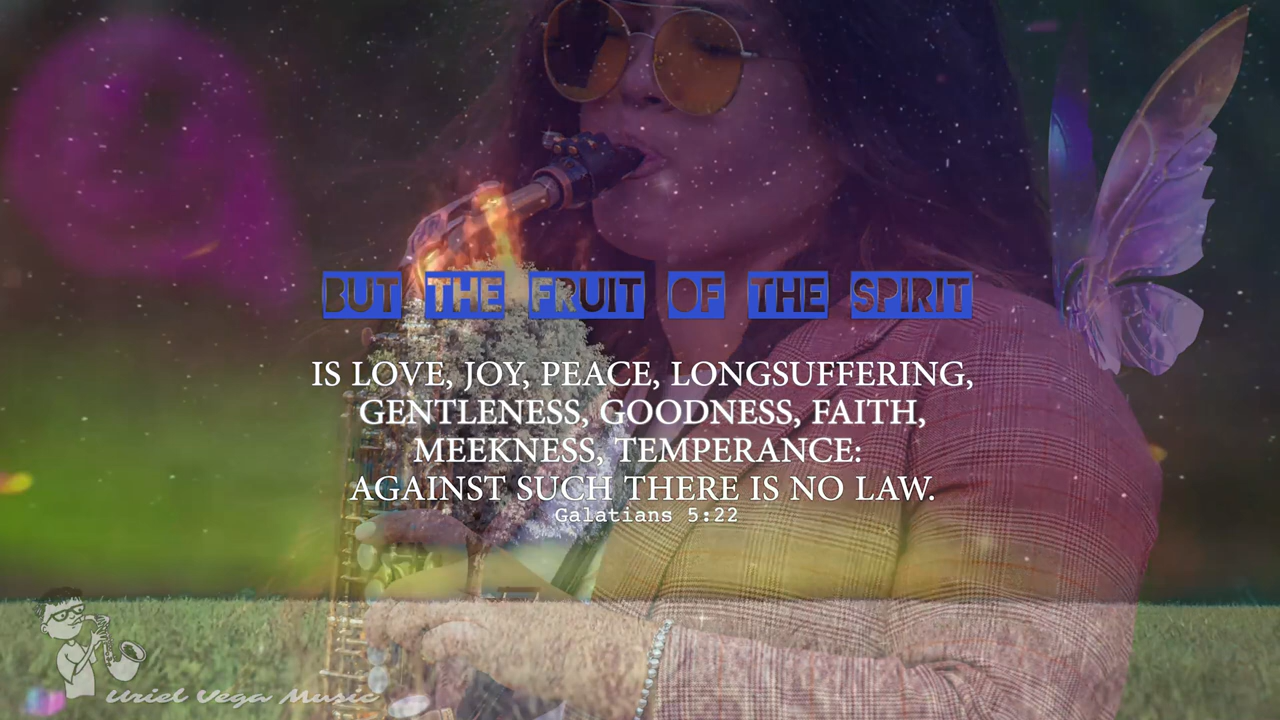 BUT THE FRUIT OF THE SPIRIT
IS LOVE, JOY, PEACE, LONGSUFFERING,
GENTLENESS, GOODNESS, FAITH,
MEEKNESS, TEMPERANCE:
AGAINST SUCH THERE IS NO LAW.
Galatians 5:22
Uriel Vega Music